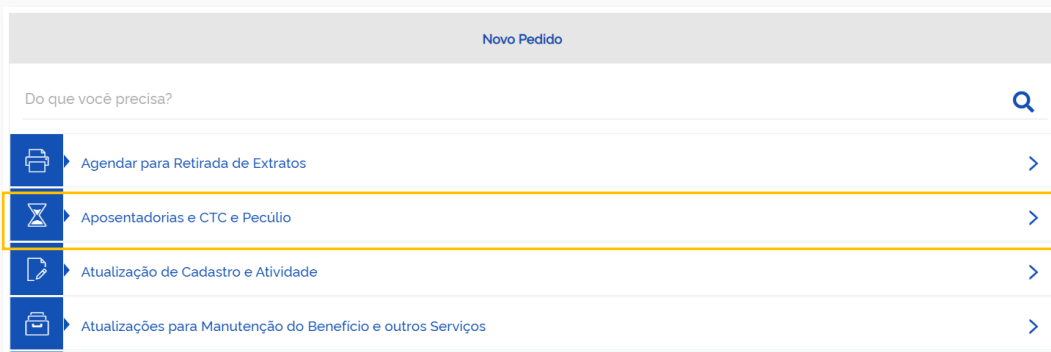 Novo Pedido
Do que você precisa?
Agendar para Retirada de Extratos
Aposentadorias e CTC e Pecúlio
Atualização de Cadastro e Atividade
Atualizações para Manutenção do Benefício e outros Serviços